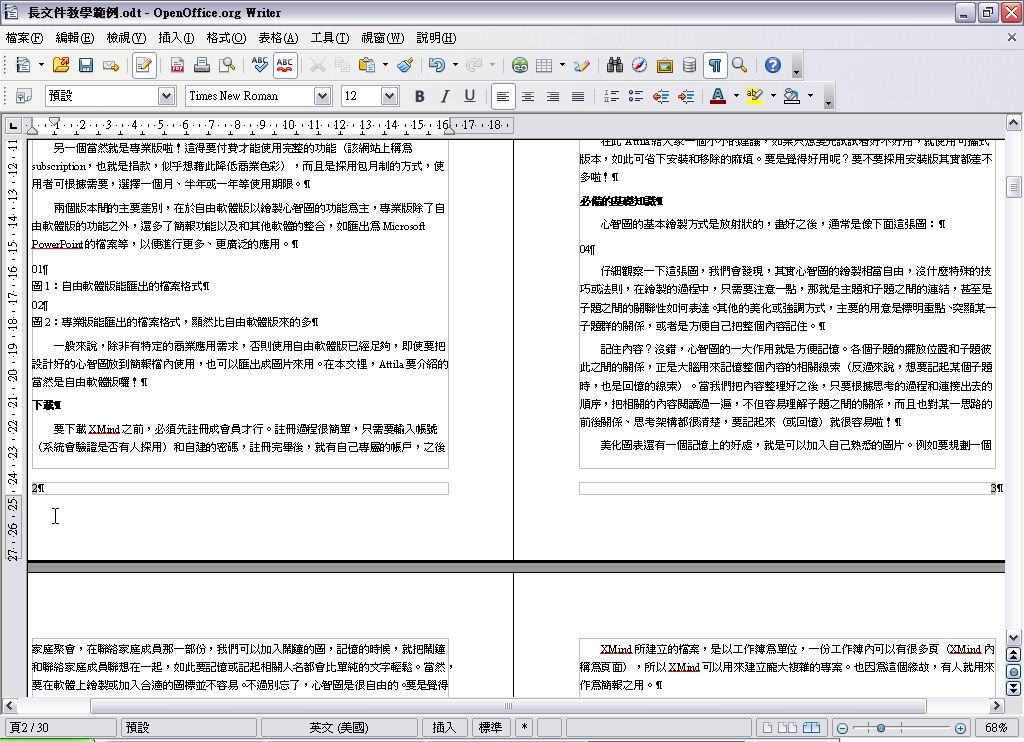 長文件教學範例.odt - OpenOffice.org Writer
檔案(F) 編輯(E) 檢視(V) 插入(I) 格式(O) 表格(A) 工具(T) 視窗(W) 說明(H)
預設 Times New Roman 12
1 2 3 4 5 6 7 8 9 10 11 12 13 14 15 16 17 18
另一個當然就是專業版啦！這得要付費才能使用完整的功能（該網站上稱為
subscription，也就是捐款，似乎想藉此降低商業色彩），而且是採用包月制的方式，使
用者可根據需要，選擇一個月、半年或一年等使用期限。¶
兩個版本間的主要差別，在於自由軟體版以繪製心智圖的功能為主，專業版除了自
由軟體版的功能之外，還多了簡報功能以及和其他軟體的整合，如匯出為 Microsoft
PowerPoint 的檔案等，以便進行更多、更廣泛的應用。¶
01¶
圖 1：自由軟體版能匯出的檔案格式¶
02¶
圖 2：專業版能匯出的檔案格式，顯然比自由軟體版來的多¶
一般來說，除非有特定的商業應用需求，否則使用自由軟體版已經足夠，即使要把
設計好的心智圖放到簡報檔內使用，也可以匯出成圖片來用。在本文裡，Attila 要介紹的
當然是自由軟體版囉！¶
下載¶
要下載 XMind 之前，必須先註冊成會員才行。註冊過程很簡單，只需要輸入帳號
（系統會驗證是否有人採用）和自建的密碼，註冊完畢後，就有自己專屬的帳戶，之後
2¶
在此 Attila 給大家一個小小的建議，如果只想要先試試看好不好用，就使用可攜式
版本，如此可省下安裝和移除的麻煩。要是覺得好用呢？要不要採用安裝版其實都差不
多啦！¶
必備的基礎知識¶
心智圖的基本繪製方式是放射狀的，畫好之後，通常是像下面這張圖：¶
04¶
仔細觀察一下這張圖，我們會發現，其實心智圖的繪製相當自由，沒什麼特殊的技
巧或法則，在繪製的過程中，只需要注意一點，那就是主題和子題之間的連結，甚至是
子題之間的關聯性如何表達。其他的美化或強調方式，主要的用意是標明重點、突顯某一
子題群的關係，或者是方便自己把整個內容記住。¶
記住內容？沒錯，心智圖的一大作用就是方便記憶。各個子題的擺放位置和子題彼
此之間的關係，正是大腦用來記憶整個內容的相關線索（反過來說，想要記起某個子題
時，也是回憶的線索）。當我們把內容整理好之後，只要根據思考的過程和連接出去的
順序，把相關的內容閱讀過一遍，不但容易理解子題之間的關係，而且也對某一思路的
前後關係、思考架構都很清楚，要記起來（或回憶）就很容易啦！¶
美化圖表還有一個記憶上的好處，就是可以加入自己熟悉的圖片。例如要規劃一個
3¶
家庭聚會，在聯絡家庭成員那一部份，我們可以加入鬧鐘的圖，記憶的時候，就把鬧鐘
和聯絡家庭成員聯想在一起，如此要記憶或記起相關人名都會比單純的文字輕鬆。當然，
要在軟體上繪製或加入合適的圖標並不容易。不過別忘了，心智圖是很自由的。要是覺得
XMind 所建立的檔案，是以工作簿為單位，一份工作簿內可以有很多頁（XMind 內
稱為頁面），所以 XMind 可以用來建立龐大複雜的專案。也因為這個緣故，有人就用來
作為簡報之用。¶
頁2 / 30 預設 英文 (美國) 插入 標準 * 68%